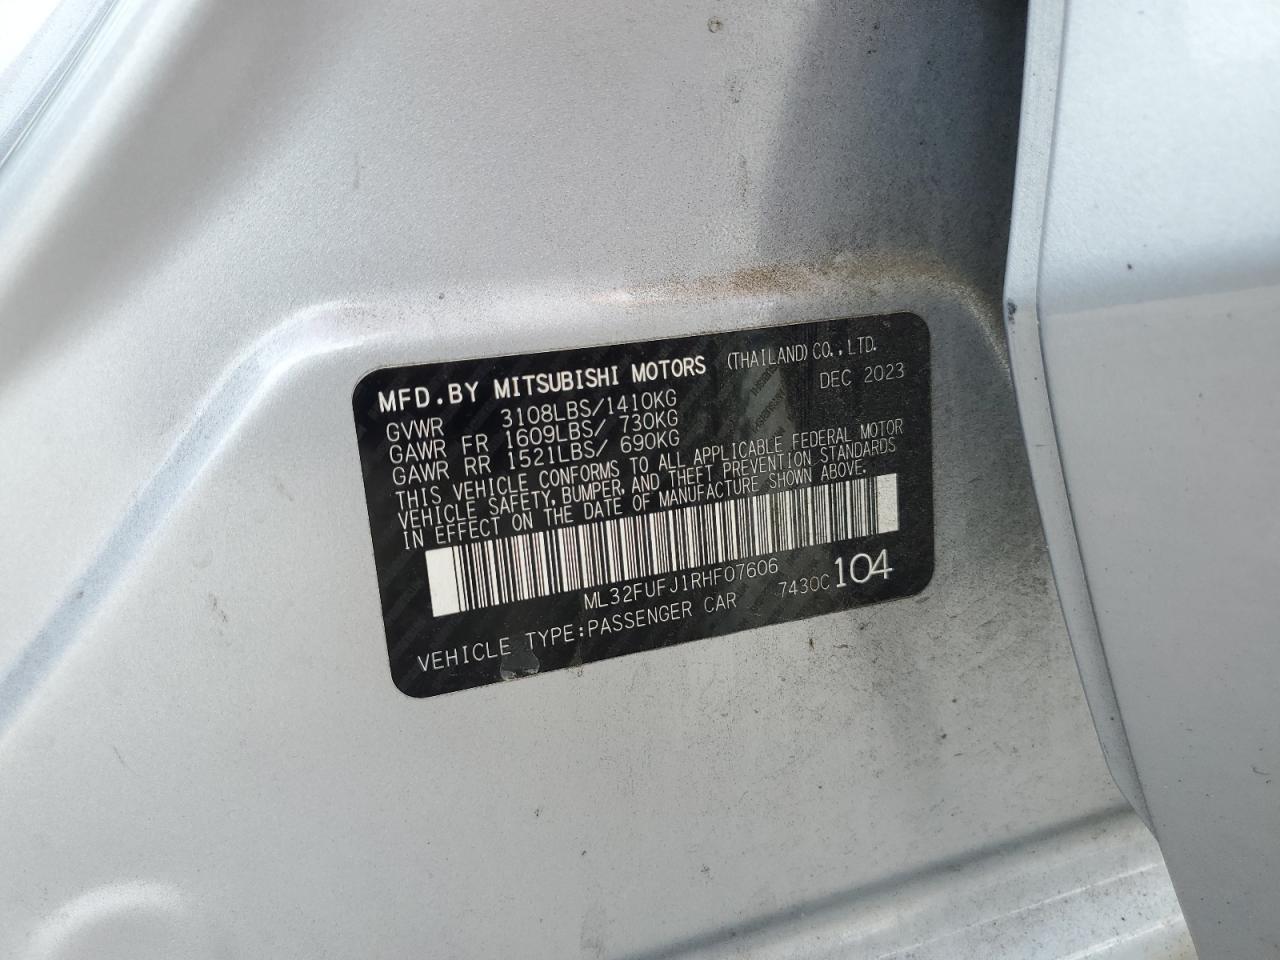 MFD.BY MITSUBISHI MOTORS (THAILAND) CO., LTD.
GVWR 3108LBS/1410KG DEC 2023
GAWR FR 1609LBS/ 730KG
GAWR RR 1521LBS/ 690KG
THIS VEHICLE CONFORMS TO ALL APPLICABLE FEDERAL MOTOR
VEHICLE SAFETY, BUMPER, AND THEFT PREVENTION STANDARDS
IN EFFECT ON THE DATE OF MANUFACTURE SHOWN ABOVE.
ML32FUFJ1RHF07606
VEHICLE TYPE:PASSENGER CAR 7430C 104